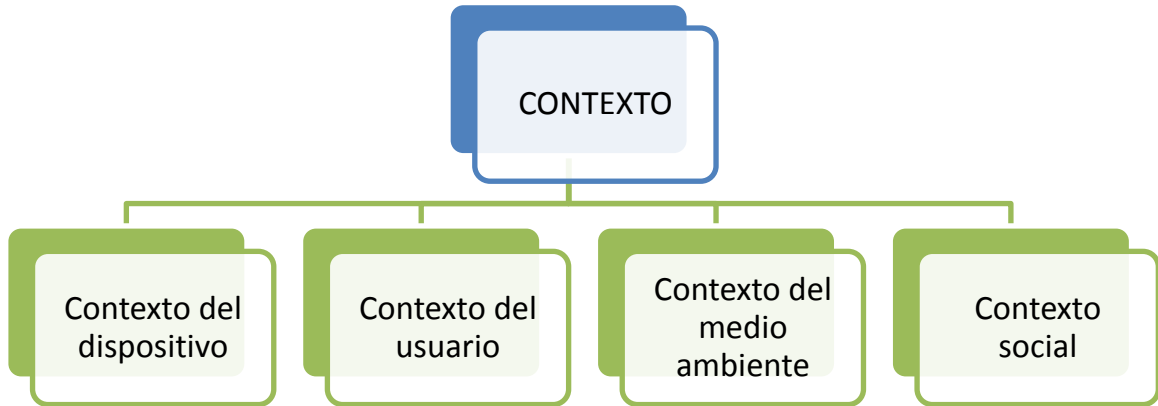 CONTEXTO
Contexto del
dispositivo
Contexto del
usuario
Contexto del
medio
ambiente
Contexto
social